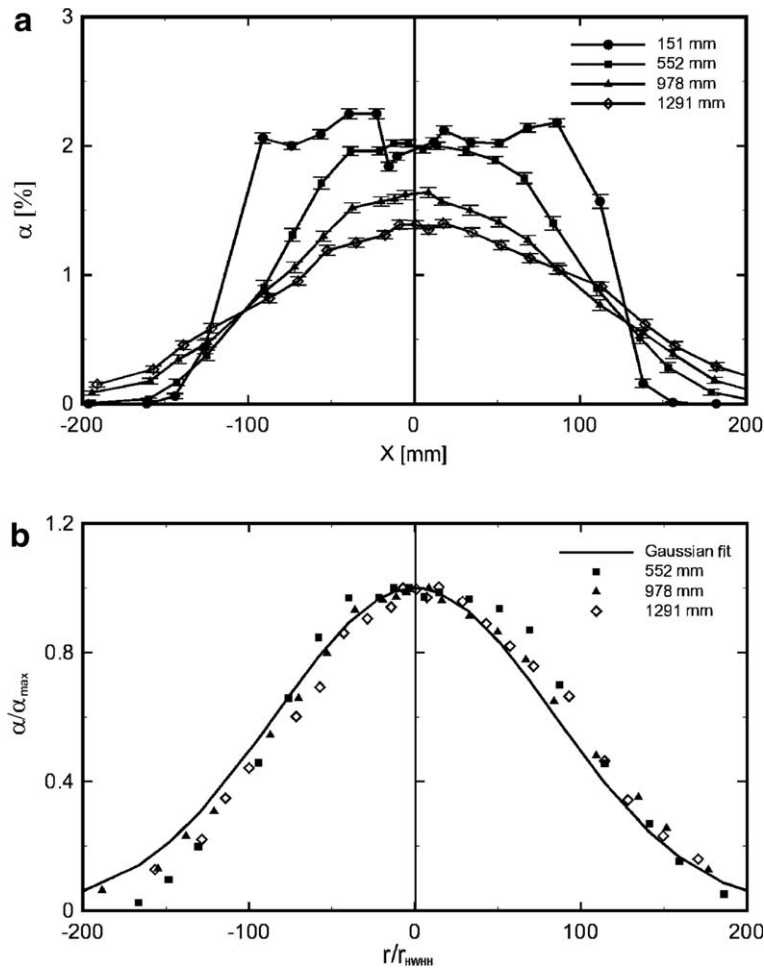 a
3
2
1
0
α [%]
151 mm
552 mm
978 mm
1291 mm
-200
-100
0
100
200
X [mm]
b
1.2
0.8
0.4
0
α/αmax
Gaussian fit
552 mm
978 mm
1291 mm
-200
-100
0
100
200
r/rHWHH